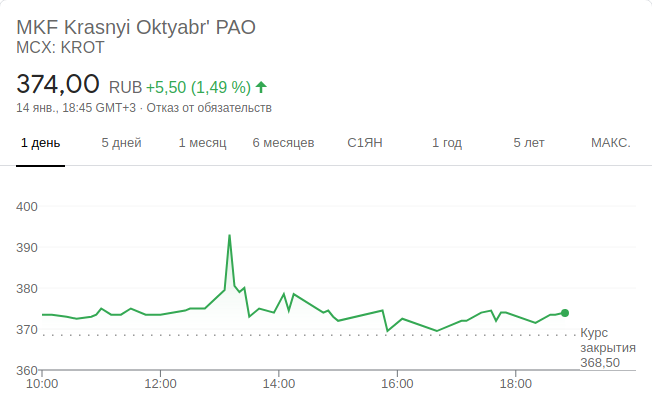 MKF Krasnyi Oktyabr' PAO
MCX: KROT
374,00 RUB +5,50 (1,49 %)
14 янв., 18:45 GMT+3 · Отказ от обязательств
1 день 5 дней 1 месяц 6 месяцев С1ЯН 1 год 5 лет МАКС.
400
390
380
370
Курс
закрытия
368,50
360
10:00 12:00 14:00 16:00 18:00